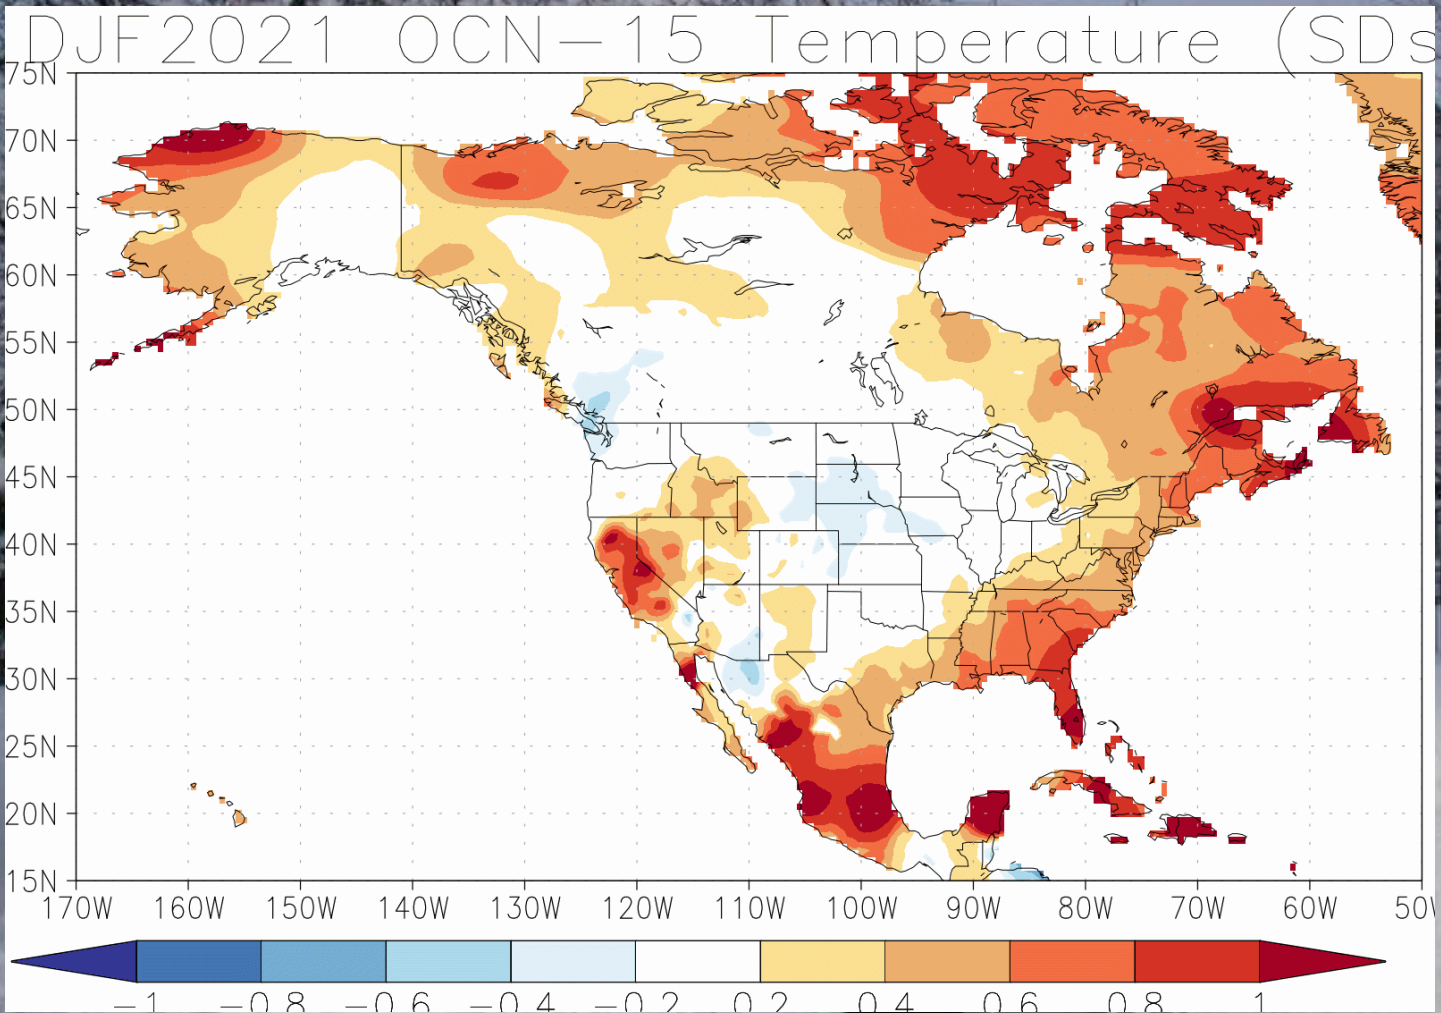 DJF2021 OCN-15 Temperature (SDs
75N
70N
65N
60N
55N
50N
45N
40N
35N
30N
25N
20N
15N
170W 160W 150W 140W 130W 120W 110W 100W 90W 80W 70W 60W 50W
-1 -0.8 -0.6 -0.4 -0.2 0.2 0.4 0.6 0.8 1